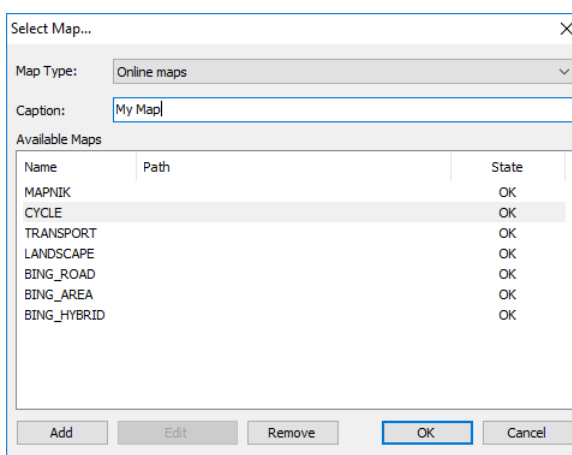 Select Map...
Map Type: Online maps
Caption: My Map
Available Maps
Name Path State
MAPNIK OK
CYCLE OK
TRANSPORT OK
LANDSCAPE OK
BING_ROAD OK
BING_AREA OK
BING_HYBRID OK
Add Edit Remove OK Cancel